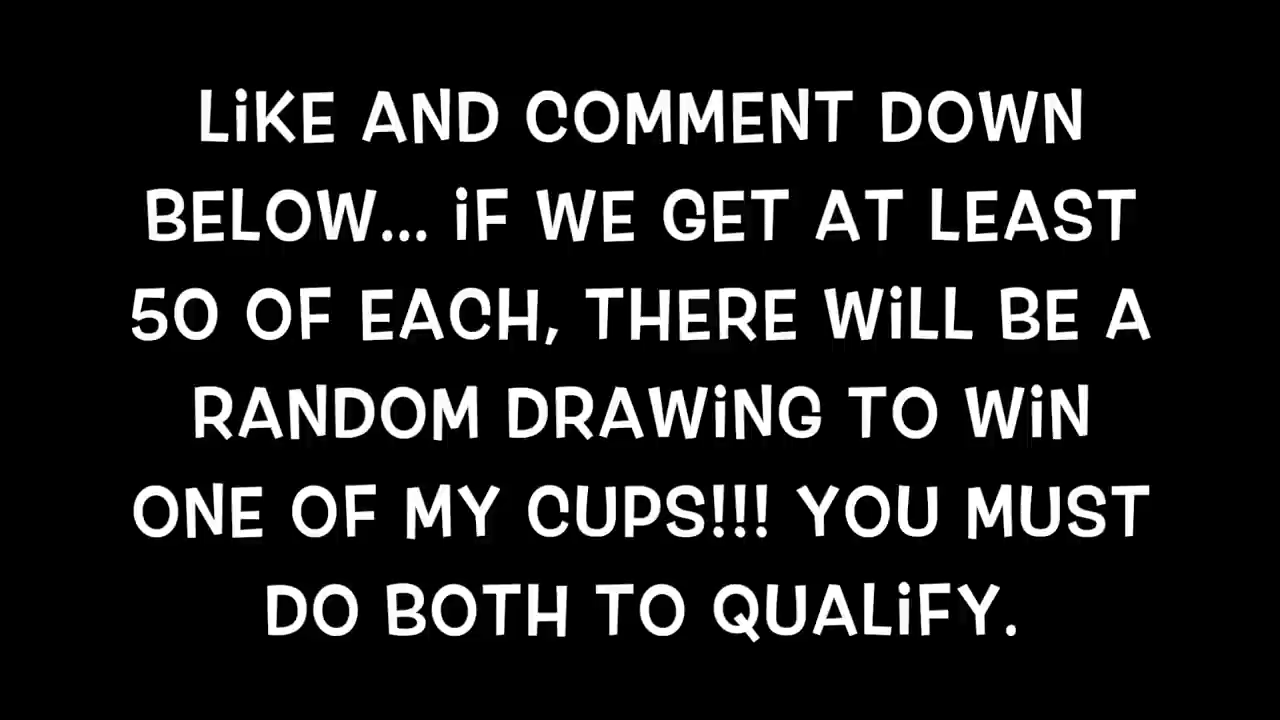 LiKE AND COMMENT DOWN
BELOW... iF WE GET AT LEAST
50 OF EACH, THERE WiLL BE A
RANDOM DRAWiNG TO WiN
ONE OF MY CUPS!!! YOU MUST
DO BOTH TO QUALiFY.